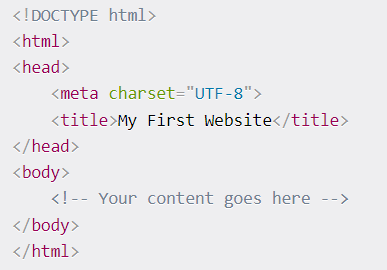 <!DOCTYPE html>
<html>
<head>
    <meta charset="UTF-8">
    <title>My First Website</title>
</head>
<body>
    <!-- Your content goes here -->
</body>
</html>